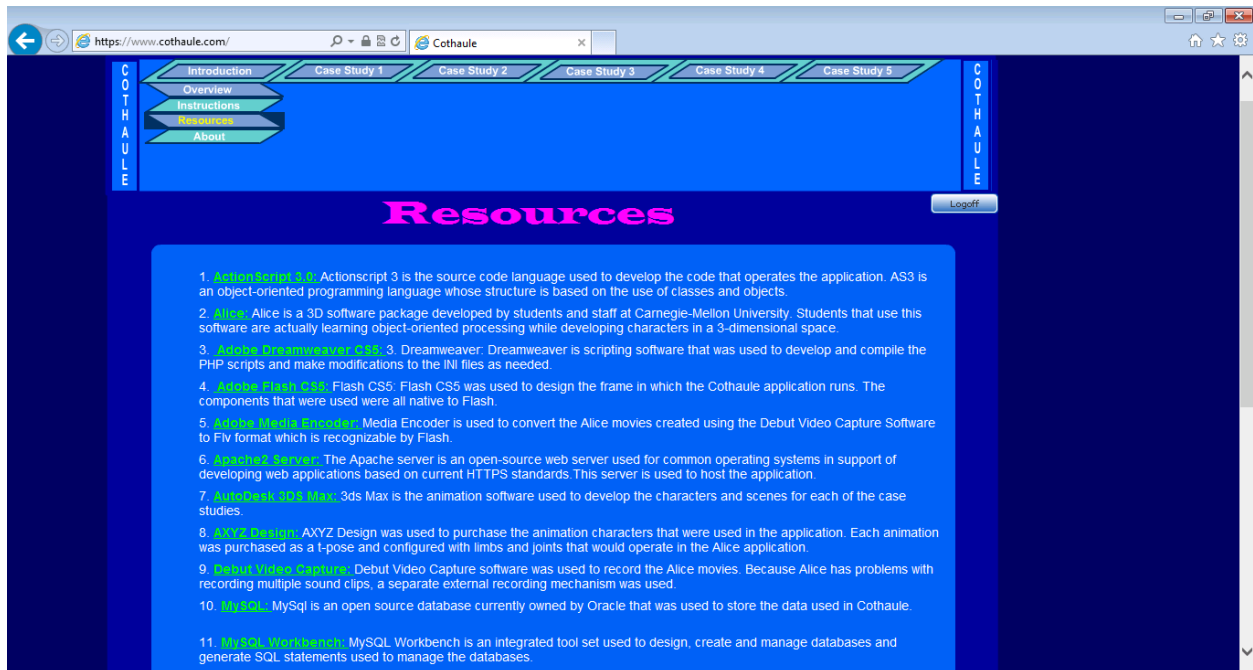 https://www.cothaule.com/
Cothaule
COTHAULE
Introduction
Case Study 1
Case Study 2
Case Study 3
Case Study 4
Case Study 5
COTHAULE
Overview
Instructions
Resources
About
Resources
Logoff
1. ActionScript 3.0: Actionscript 3 is the source code language used to develop the code that operates the application. AS3 is
an object-oriented programming language whose structure is based on the use of classes and objects.
2. Alice: Alice is a 3D software package developed by students and staff at Carnegie-Mellon University. Students that use this
software are actually learning object-oriented processing while developing characters in a 3-dimensional space.
3. Adobe Dreamweaver CS5: 3. Dreamweaver: Dreamweaver is scripting software that was used to develop and compile the
PHP scripts and make modifications to the INI files as needed.
4. Adobe Flash CS5: Flash CS5: Flash CS5 was used to design the frame in which the Cothaule application runs. The
components that were used were all native to Flash.
5. Adobe Media Encoder: Media Encoder is used to convert the Alice movies created using the Debut Video Capture Software
to Flv format which is recognizable by Flash.
6. Apache2 Server: The Apache server is an open-source web server used for common operating systems in support of
developing web applications based on current HTTPS standards.This server is used to host the application.
7. AutoDesk 3DS Max: 3ds Max is the animation software used to develop the characters and scenes for each of the case
studies.
8. AXYZ Design: AXYZ Design was used to purchase the animation characters that were used in the application. Each animation
was purchased as a t-pose and configured with limbs and joints that would operate in the Alice application.
9. Debut Video Capture: Debut Video Capture software was used to record the Alice movies. Because Alice has problems with
recording multiple sound clips, a separate external recording mechanism was used.
10. MySQL: MySql is an open source database currently owned by Oracle that was used to store the data used in Cothaule.
11. MySQL Workbench: MySQL Workbench is an integrated tool set used to design, create and manage databases and
generate SQL statements used to manage the databases.